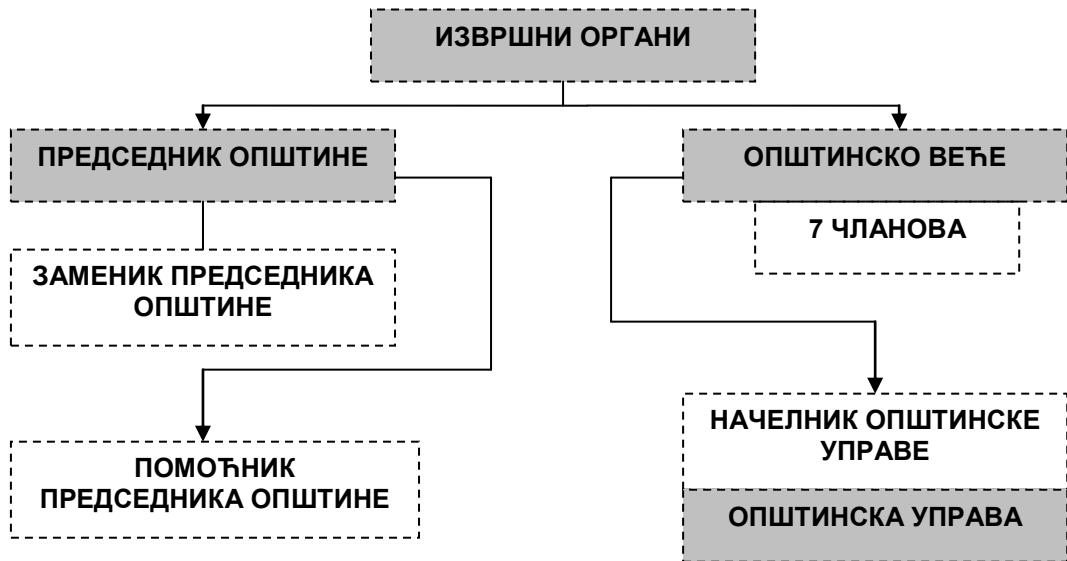 ИЗВРШНИ ОРГАНИ
ПРЕДСЕДНИК ОПШТИНЕ
ОПШТИНСКО ВЕЋЕ
7 ЧЛАНОВА
ЗАМЕНИК ПРЕДСЕДНИКА
ОПШТИНЕ
НАЧЕЛНИК ОПШТИНСКЕ
УПРАВЕ
ПОМОЋНИК
ПРЕДСЕДНИКА ОПШТИНЕ
ОПШТИНСКА УПРАВА